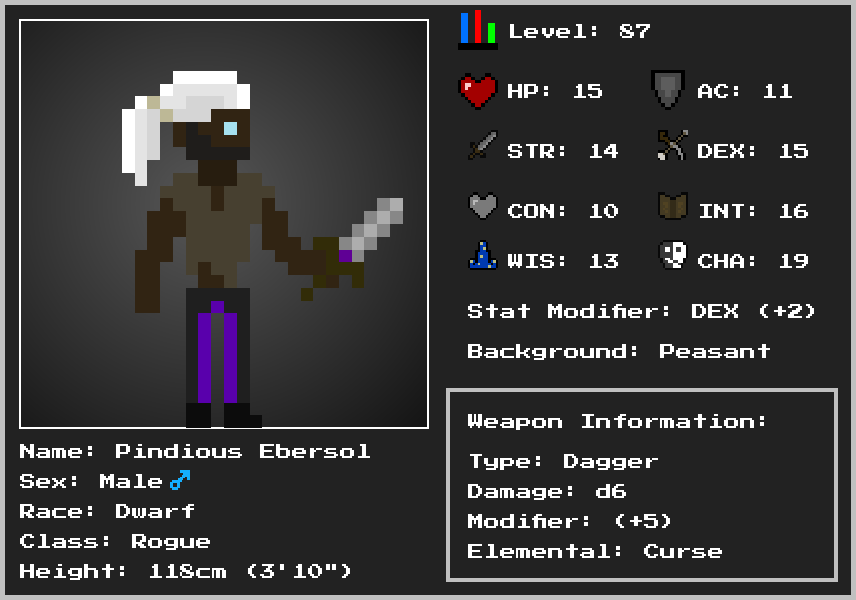 Level: 87
HP: 15 AC: 11
STR: 14 DEX: 15
CON: 10 INT: 16
WIS: 13 CHA: 19
Stat Modifier: DEX (+2)
Background: Peasant
Weapon Information:
Type: Dagger
Damage: d6
Modifier: (+5)
Elemental: Curse
Name: Pindious Ebersol
Sex: Male ♂
Race: Dwarf
Class: Rogue
Height: 118cm (3'10")